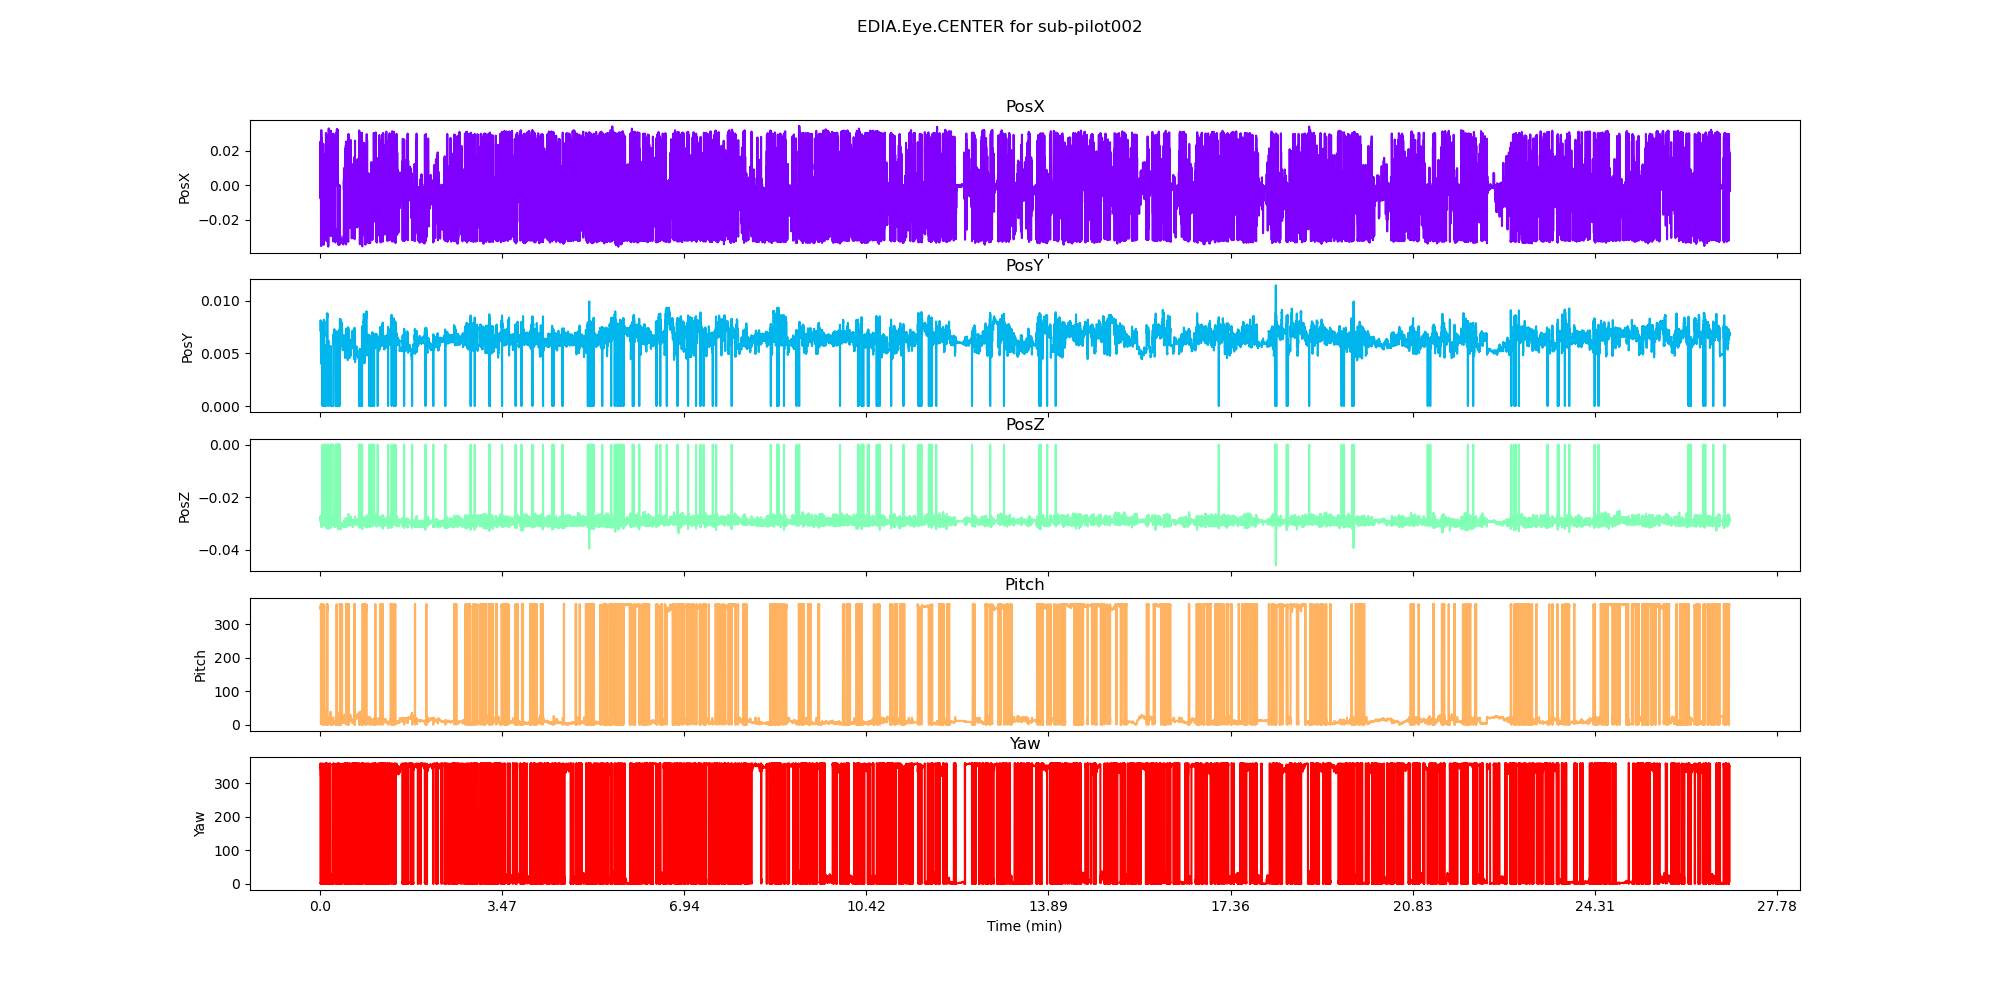 EDIA.Eye.CENTER for sub-pilot002
PosX
PosX
0.02
0.00
−0.02
PosY
PosY
0.010
0.005
0.000
PosZ
PosZ
0.00
−0.02
−0.04
Pitch
Pitch
300
200
100
0
Yaw
Yaw
300
200
100
0
0.0 3.47 6.94 10.42 13.89 17.36 20.83 24.31 27.78
Time (min)